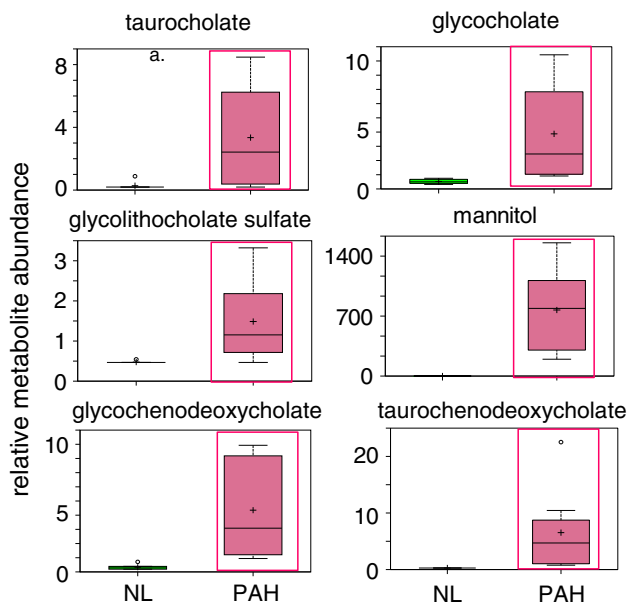 taurocholate
glycocholate
a.
8
4
0
10
5
0
glycolithocholate sulfate
mannitol
3
2
1
0
1400
700
0
glycochenodeoxycholate
taurochenodeoxycholate
10
5
0
20
10
0
NL
PAH
NL
PAH
relative metabolite abundance